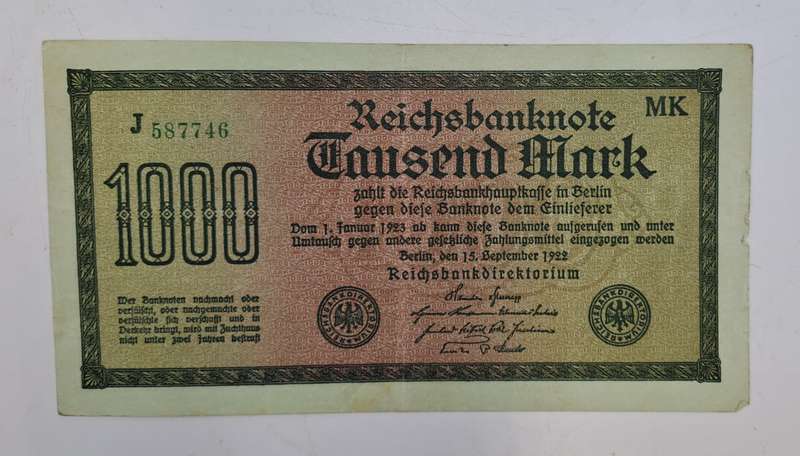 J 587746
MK
1000
Reichsbanknote
Tausend Mark
zahlt die Reichsbankhauptkasse in Berlin
gegen diese Banknote dem Einlieferer
Vom 1. Januar 1923 ab kann diese Banknote aufgerufen und unter
Umtausch gegen andere gesetzliche Zahlungsmittel eingezogen werden
Berlin, den 15. September 1922
Reichsbankdirektorium
Wer Banknoten nachmacht oder
verfälscht, oder nachgemachte oder
verfälschte sich verschafft und in
Verkehr bringt, wird mit Zuchthaus
nicht unter zwei Jahren bestraft
REICHSBANKDIREKTORIUM
REICHSBANKDIREKTORIUM